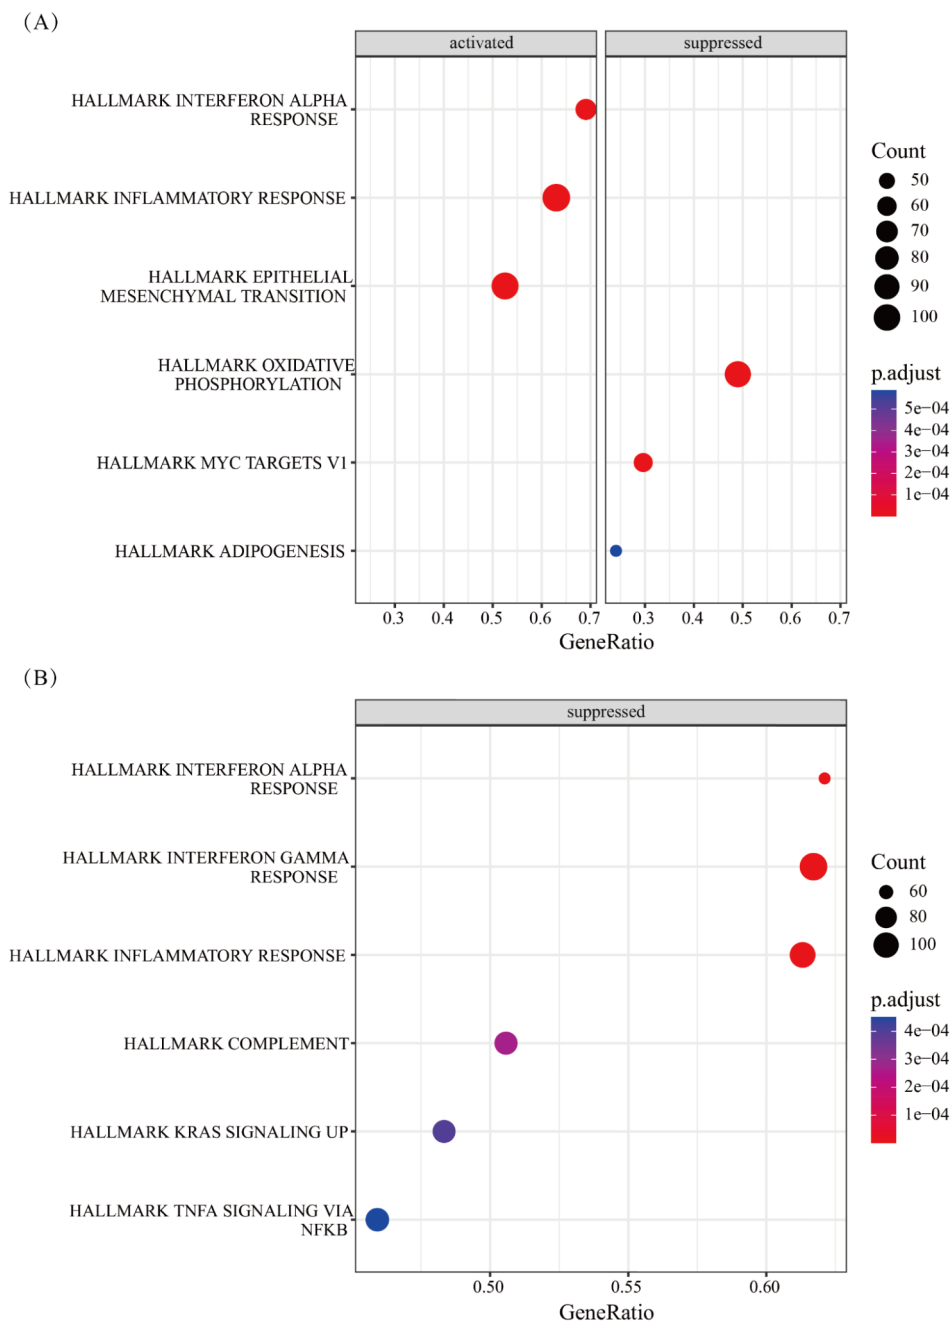 (A)
activated
suppressed
HALLMARK INTERFERON ALPHA
RESPONSE
HALLMARK INFLAMMATORY RESPONSE
HALLMARK EPITHELIAL
MESENCHYMAL TRANSITION
HALLMARK OXIDATIVE
PHOSPHORYLATION
HALLMARK MYC TARGETS V1
HALLMARK ADIPOGENESIS
0.3 0.4 0.5 0.6 0.7
0.3 0.4 0.5 0.6 0.7
GeneRatio
Count
50
60
70
80
90
100
p.adjust
5e−04
4e−04
3e−04
2e−04
1e−04
(B)
suppressed
HALLMARK INTERFERON ALPHA
RESPONSE
HALLMARK INTERFERON GAMMA
RESPONSE
HALLMARK INFLAMMATORY RESPONSE
HALLMARK COMPLEMENT
HALLMARK KRAS SIGNALING UP
HALLMARK TNFA SIGNALING VIA
NFKB
0.50 0.55 0.60
GeneRatio
Count
60
80
100
p.adjust
4e−04
3e−04
2e−04
1e−04